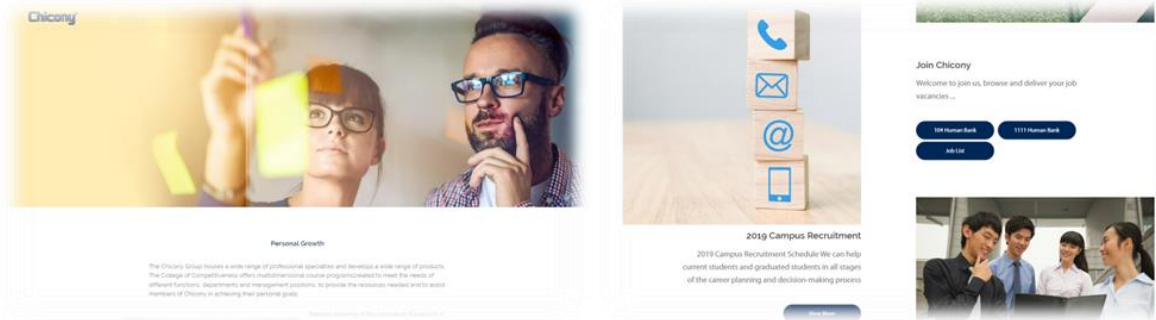 Chicony
Personal Growth
The Chicony Group houses a wide range of professional specialties and develops a wide range of products.
The College of Competitiveness offers multidimensional course programs(created to meet the needs of
different functions, departments and management positions, to provide the resources needed and to assist
members of Chicony in achieving their personal goals.
@
2019 Campus Recruitment
2019 Campus Recruitment Schedule We can help
current students and graduated students in all stages
of the career planning and decision-making process
Join Chicony
Welcome to join us, browse and deliver your job
vacancies ...
104 Human Bank
1111 Human Bank
Job List